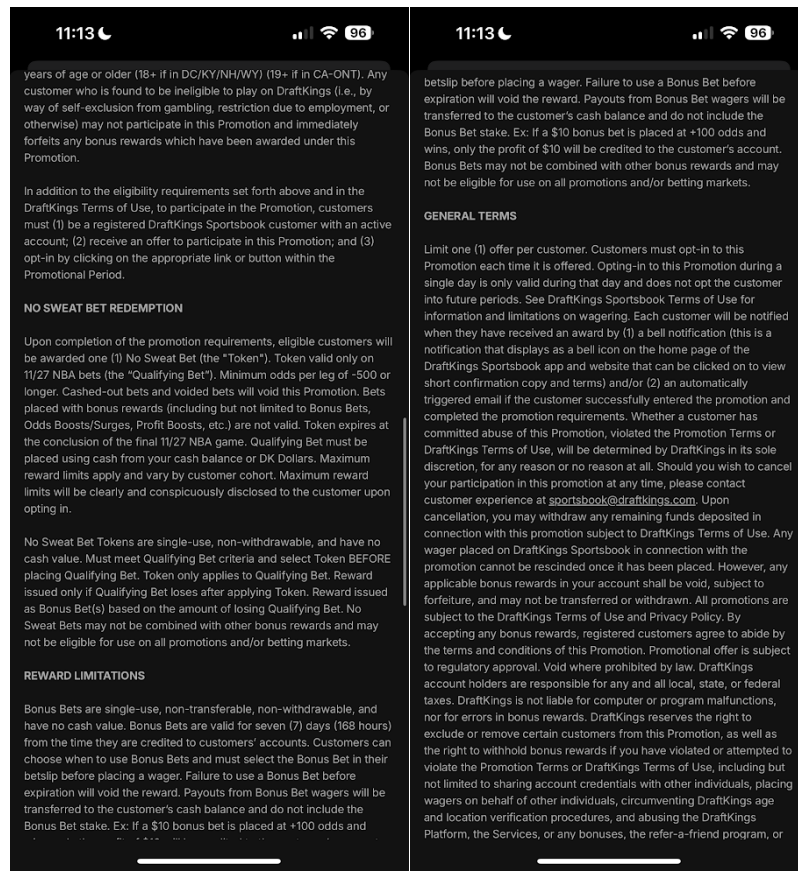 11:13
96
years of age or older (18+ if in DC/KY/NH/WY) (19+ if in CA-ONT). Any
customer who is found to be ineligible to play on DraftKings (i.e., by
way of self-exclusion from gambling, restriction due to employment, or
otherwise) may not participate in this Promotion and immediately
forfeits any bonus rewards which have been awarded under this
Promotion.
In addition to the eligibility requirements set forth above and in the
DraftKings Terms of Use, to participate in the Promotion, customers
must (1) be a registered DraftKings Sportsbook customer with an active
account; (2) receive an offer to participate in this Promotion; and (3)
opt-in by clicking on the appropriate link or button within the
Promotional Period.
NO SWEAT BET REDEMPTION
Upon completion of the promotion requirements, eligible customers will
be awarded one (1) No Sweat Bet (the "Token"). Token valid only on
11/27 NBA bets (the “Qualifying Bet”). Minimum odds per leg of -500 or
longer. Cashed-out bets and voided bets will void this Promotion. Bets
placed with bonus rewards (including but not limited to Bonus Bets,
Odds Boosts/Surges, Profit Boosts, etc.) are not valid. Token expires at
the conclusion of the final 11/27 NBA game. Qualifying Bet must be
placed using cash from your cash balance or DK Dollars. Maximum
reward limits apply and vary by customer cohort. Maximum reward
limits will be clearly and conspicuously disclosed to the customer upon
opting in.
No Sweat Bet Tokens are single-use, non-withdrawable, and have no
cash value. Must meet Qualifying Bet criteria and select Token BEFORE
placing Qualifying Bet. Token only applies to Qualifying Bet. Reward
issued only if Qualifying Bet loses after applying Token. Reward issued
as Bonus Bet(s) based on the amount of losing Qualifying Bet. No
Sweat Bets may not be combined with other bonus rewards and may
not be eligible for use on all promotions and/or betting markets.
REWARD LIMITATIONS
Bonus Bets are single-use, non-transferable, non-withdrawable, and
have no cash value. Bonus Bets are valid for seven (7) days (168 hours)
from the time they are credited to customers’ accounts. Customers can
choose when to use Bonus Bets and must select the Bonus Bet in their
betslip before placing a wager. Failure to use a Bonus Bet before
expiration will void the reward. Payouts from Bonus Bet wagers will be
transferred to the customer’s cash balance and do not include the
Bonus Bet stake. Ex: If a $10 bonus bet is placed at +100 odds and
11:13
96
betslip before placing a wager. Failure to use a Bonus Bet before
expiration will void the reward. Payouts from Bonus Bet wagers will be
transferred to the customer’s cash balance and do not include the
Bonus Bet stake. Ex: If a $10 bonus bet is placed at +100 odds and
wins, only the profit of $10 will be credited to the customer’s account.
Bonus Bets may not be combined with other bonus rewards and may
not be eligible for use on all promotions and/or betting markets.
GENERAL TERMS
Limit one (1) offer per customer. Customers must opt-in to this
Promotion each time it is offered. Opting-in to this Promotion during a
single day is only valid during that day and does not opt the customer
into future periods. See DraftKings Sportsbook Terms of Use for
information and limitations on wagering. Each customer will be notified
when they have received an award by (1) a bell notification (this is a
notification that displays as a bell icon on the home page of the
DraftKings Sportsbook app and website that can be clicked on to view
short confirmation copy and terms) and/or (2) an automatically
triggered email if the customer successfully entered the promotion and
completed the promotion requirements. Whether a customer has
committed abuse of this Promotion, violated the Promotion Terms or
DraftKings Terms of Use, will be determined by DraftKings in its sole
discretion, for any reason or no reason at all. Should you wish to cancel
your participation in this promotion at any time, please contact
customer experience at sportsbook@draftkings.com. Upon
cancellation, you may withdraw any remaining funds deposited in
connection with this promotion subject to DraftKings Terms of Use. Any
wager placed on DraftKings Sportsbook in connection with the
promotion cannot be rescinded once it has been placed. However, any
applicable bonus rewards in your account shall be void, subject to
forfeiture, and may not be transferred or withdrawn. All promotions are
subject to the DraftKings Terms of Use and Privacy Policy. By
accepting any bonus rewards, registered customers agree to abide by
the terms and conditions of this Promotion. Promotional offer is subject
to regulatory approval. Void where prohibited by law. DraftKings
account holders are responsible for any and all local, state, or federal
taxes. DraftKings is not liable for computer or program malfunctions,
nor for errors in bonus rewards. DraftKings reserves the right to
exclude or remove certain customers from this Promotion, as well as
the right to withhold bonus rewards if you have violated or attempted to
violate the Promotion Terms or DraftKings Terms of Use, including but
not limited to sharing account credentials with other individuals, placing
wagers on behalf of other individuals, circumventing DraftKings age
and location verification procedures, and abusing the DraftKings
Platform, the Services, or any bonuses, the refer-a-friend program, or